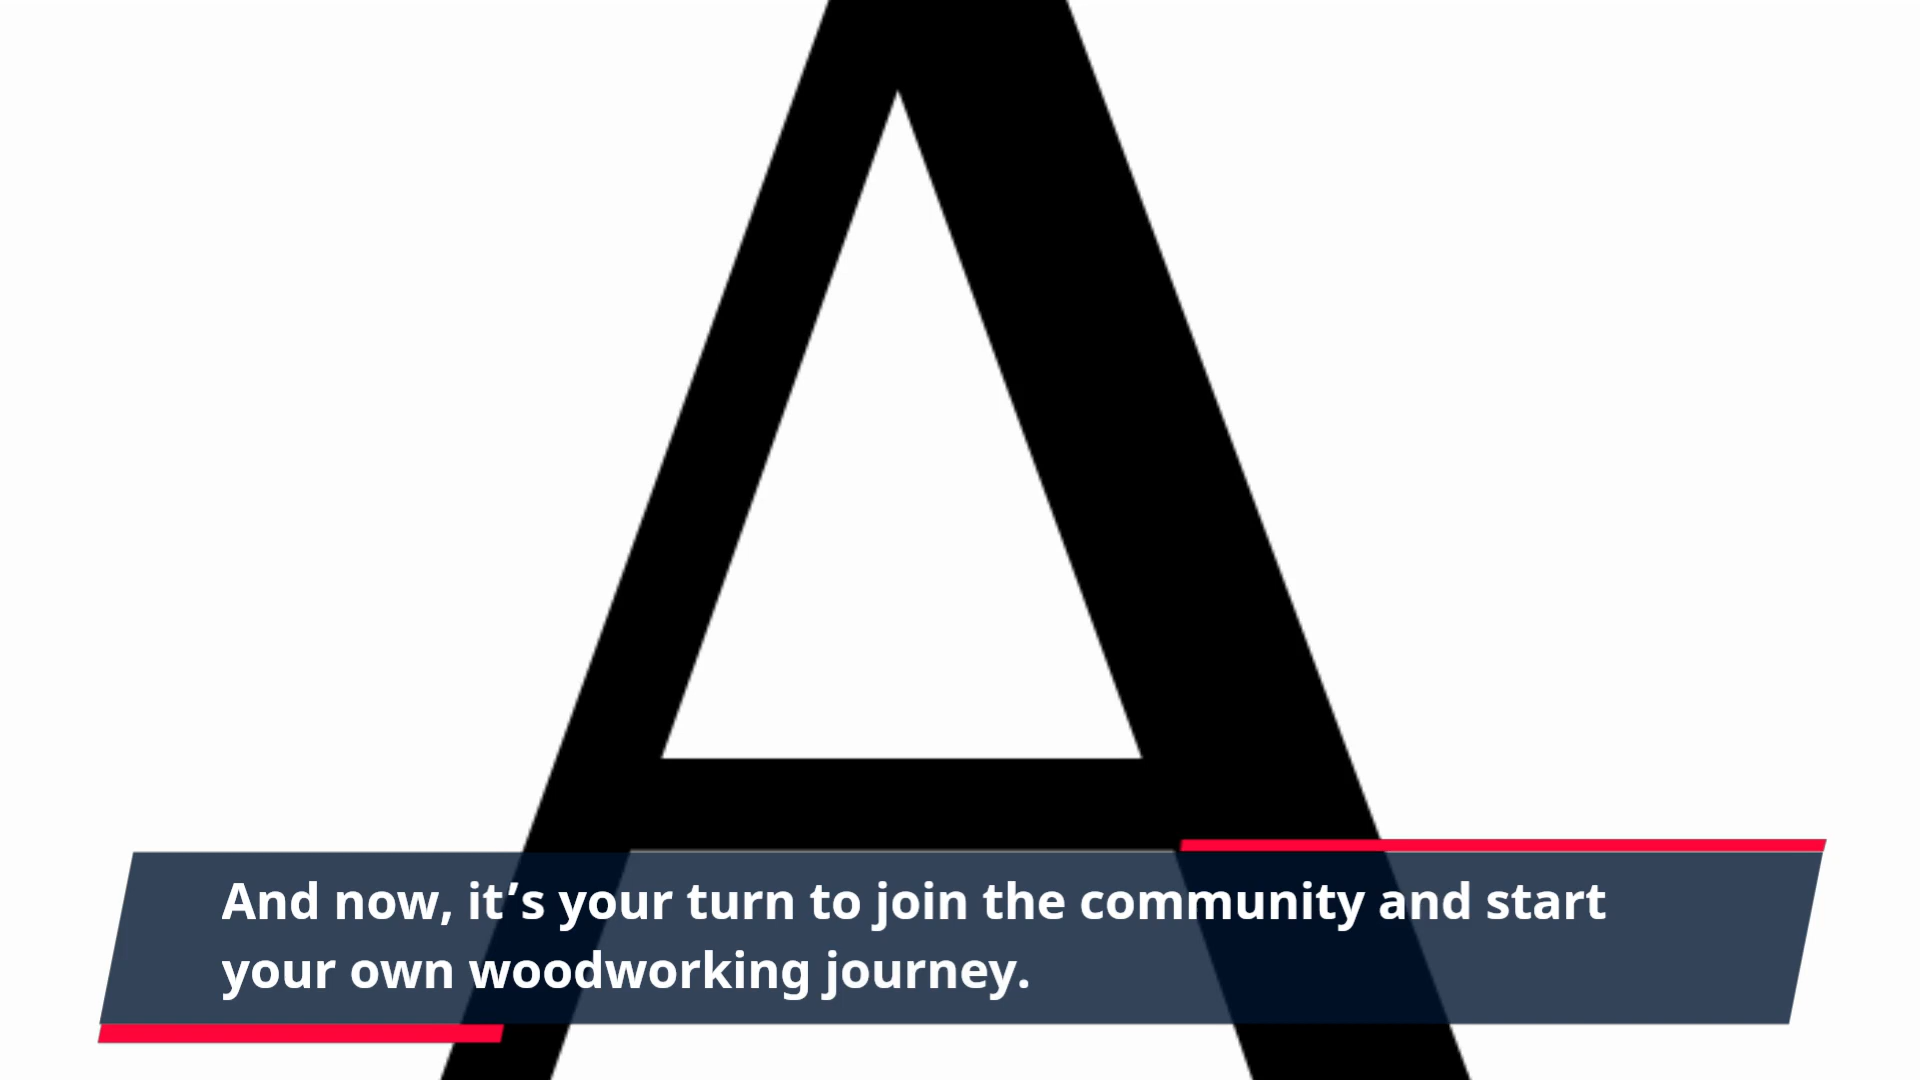 A
And now, it’s your turn to join the community and start
your own woodworking journey.